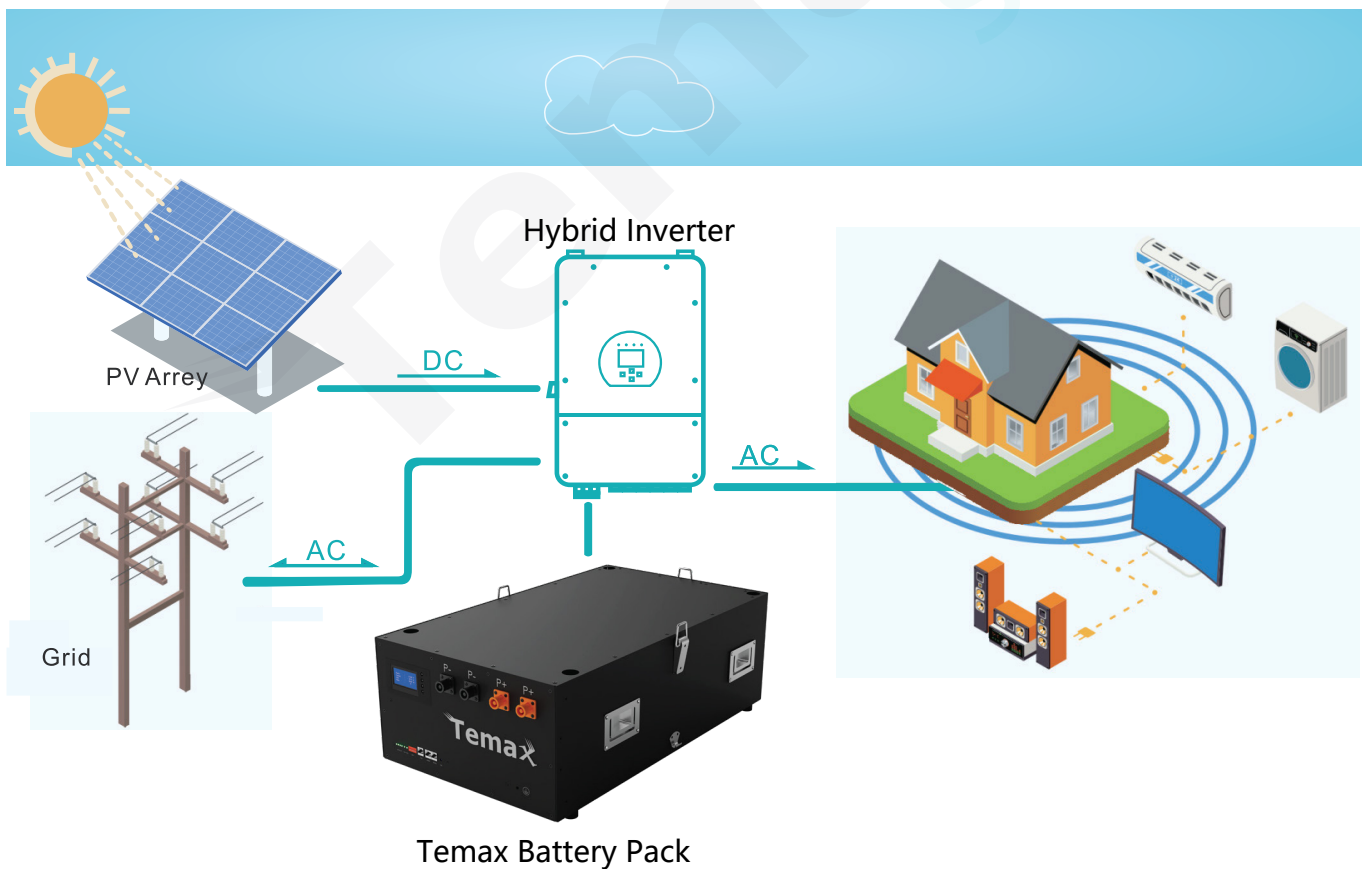 Hybrid Inverter
PV Arrey
DC
AC
AC
Grid
P-
P-
P+
P+
Temax
Temax Battery Pack